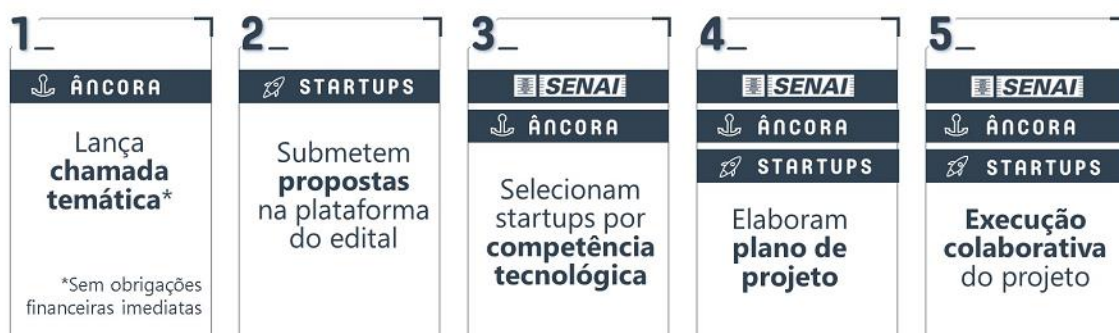 1_
ÂNCORA
Lança
chamada
temática*
*Sem obrigações
financeiras imediatas
2_
STARTUPS
Submetem
propostas
na plataforma
do edital
3_
SENAI
ÂNCORA
Selecionam
startups por
competência
tecnológica
4_
SENAI
ÂNCORA
STARTUPS
Elaboram
plano de
projeto
5_
SENAI
ÂNCORA
STARTUPS
Execução
colaborativa
do projeto